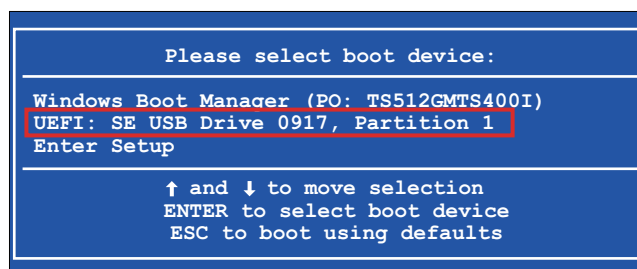 Please select boot device:
Windows Boot Manager (PO: TS512GMTS400I)
UEFI: SE USB Drive 0917, Partition 1
Enter Setup
↑ and ↓ to move selection
ENTER to select boot device
ESC to boot using defaults